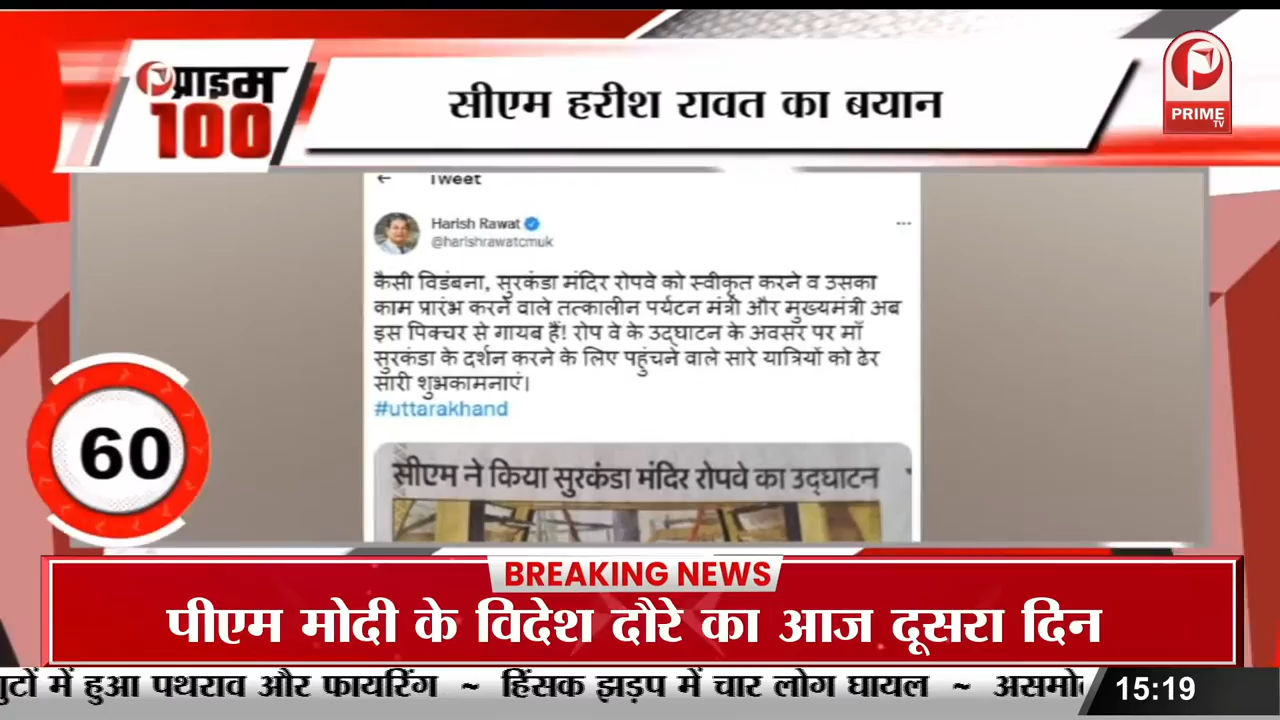 प्राइम
100
सीएम हरीश रावत का बयान
PRIME
TV
Tweet
Harish Rawat
@harishrawatcmuk
कैसी विडंबना, सुरकंडा मंदिर रोपवे को स्वीकृत करने व उसका
काम प्रारंभ करने वाले तत्कालीन पर्यटन मंत्री और मुख्यमंत्री अब
इस पिक्चर से गायब हैं! रोप वे के उद्घाटन के अवसर पर माँ
सुरकंडा के दर्शन करने के लिए पहुंचने वाले सारे यात्रियों को ढेर
सारी शुभकामनाएं।
#uttarakhand
सीएम ने किया सुरकंडा मंदिर रोपवे का उद्घाटन
60
BREAKING NEWS
पीएम मोदी के विदेश दौरे का आज दूसरा दिन
में हुआ पथराव और फायरिंग ~ हिंसक झड़प में चार लोग घायल ~
15:19